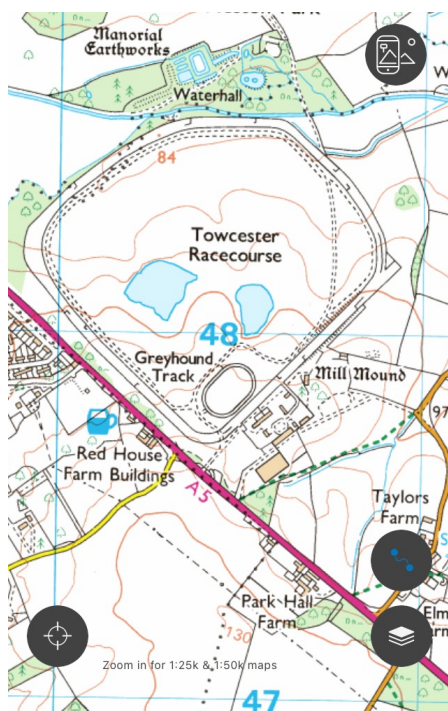 Manorial
Earthworks
Waterhall
84
Towcester
Racecourse
48
Greyhound
Track
Mill Mound
97
Red House
Farm Buildings
A5
Taylors
Farm
Park Hall
Farm
Elm
130
Zoom in for 1:25k & 1:50k maps
47